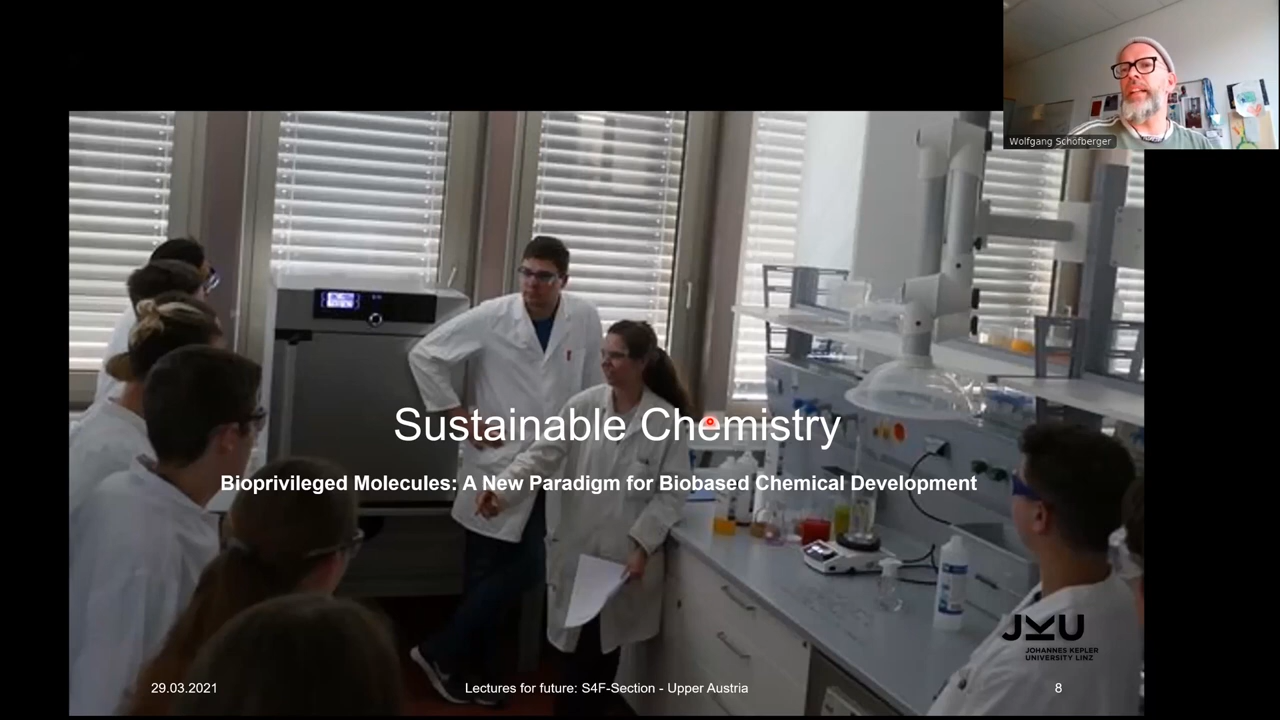 Wolfgang Schöfberger
Sustainable Chemistry
Bioprivileged Molecules: A New Paradigm for Biobased Chemical Development
JKU
JOHANNES KEPLER
UNIVERSITY LINZ
29.03.2021
Lectures for future: S4F-Section - Upper Austria
8